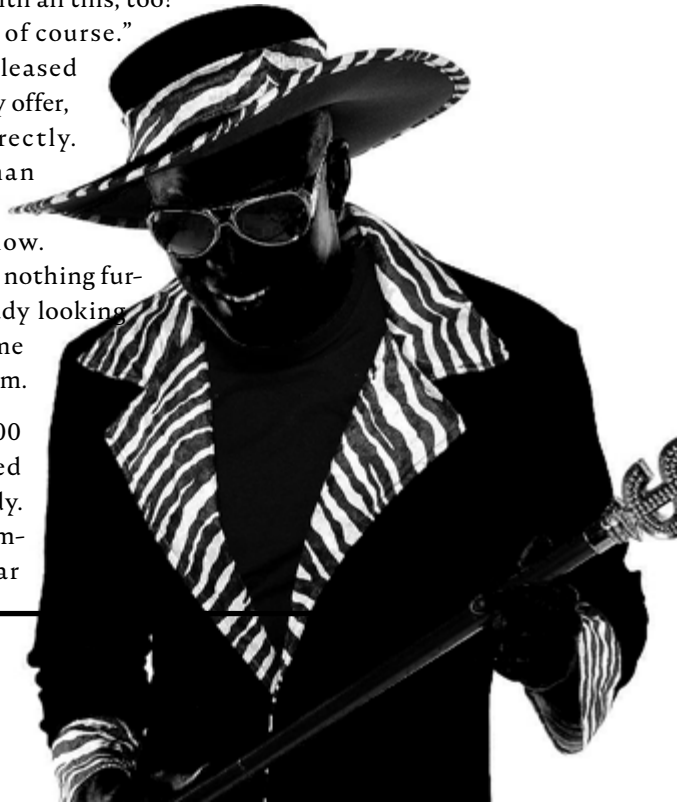 ith all this, too?
of course.”
leased
y offer,
rectly.
an
ow.
nothing fur-
dy looking
ne
m.
00
ed
ly.
m-
ar